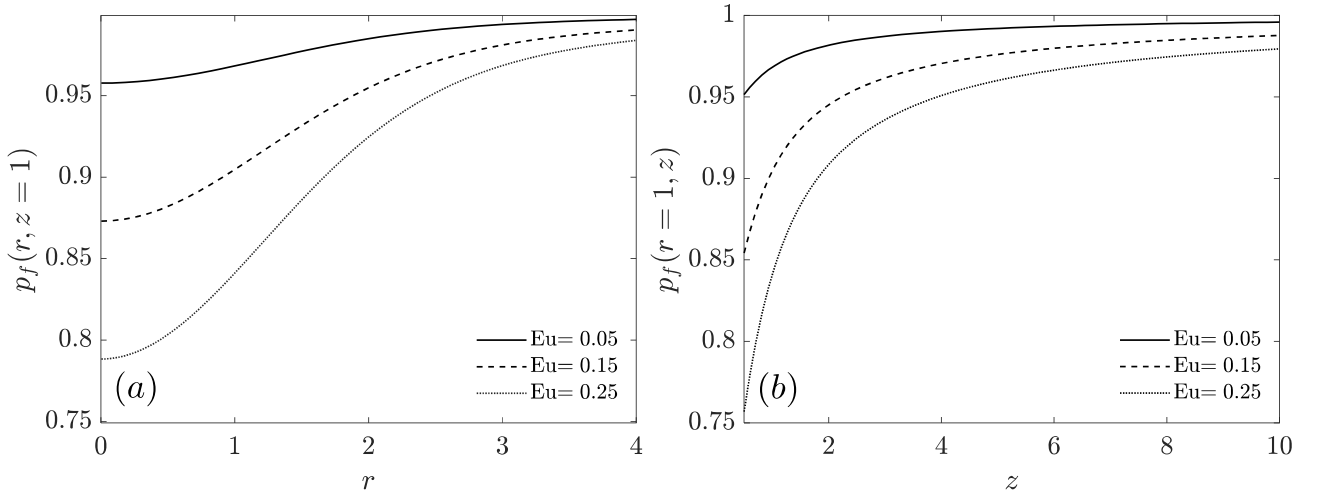 0.95
0.9
0.85
0.8
0.75
p_f(r, z = 1)
Eu= 0.05
Eu= 0.15
Eu= 0.25
(a)
0 1 2 3 4
r
1
0.95
0.9
0.85
0.8
0.75
p_f(r = 1, z)
Eu= 0.05
Eu= 0.15
Eu= 0.25
(b)
2 4 6 8 10
z